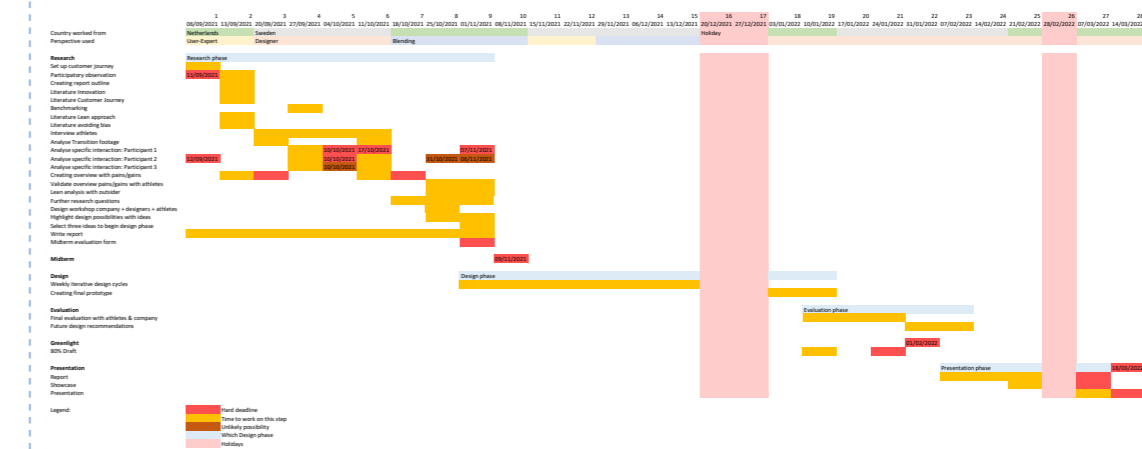 1 2 3 4 5 6 7 8 9 10 11 12 13 14 15 16 17 18 19 20 21 22 23 24 25 26 27 28
06/09/2021 13/09/2021 20/09/2021 27/09/2021 04/10/2021 11/10/2021 18/10/2021 25/10/2021 01/11/2021 08/11/2021 15/11/2021 22/11/2021 29/11/2021 06/12/2021 13/12/2021 20/12/2021 27/12/2021 03/01/2022 10/01/2022 17/01/2022 24/01/2022 31/01/2022 07/02/2022 14/02/2022 21/02/2022 28/02/2022 07/03/2022 14/03/2022
Country worked from Netherlands Sweden Holiday
Perspective used User-Expert Designer Blending
Research Research phase
Set up customer journey
Participatory observation 11/09/2021
Creating report outline
Literature Innovation
Literature Customer Journey
Benchmarking
Literature Lean approach
Literature avoiding bias
Interview athletes
Analyse Transition footage
Analyse specific interaction: Participant 1 10/10/2021 17/10/2021 07/11/2021
Analyse specific interaction: Participant 2 12/09/2021 10/10/2021 31/10/2021 06/11/2021
Analyse specific interaction: Participant 3 10/10/2021
Creating overview with pains/gains
Validate overview pains/gains with athletes
Lean analysis with outsider
Further research questions
Design workshop company + designers + athletes
Highlight design possibilities with ideas
Select three ideas to begin design phase
Write report
Midterm evaluation form
Midterm 09/11/2021
Design Design phase
Weekly iterative design cycles
Creating final prototype
Evaluation Evaluation phase
Final evaluation with athletes & company
Future design recommendations
Greenlight 01/02/2022
80% Draft
Presentation Presentation phase 18/03/2022
Report
Showcase
Presentation
Legend: Hard deadline
Time to work on this step
Unlikely possibility
Which Design phase
Holidays